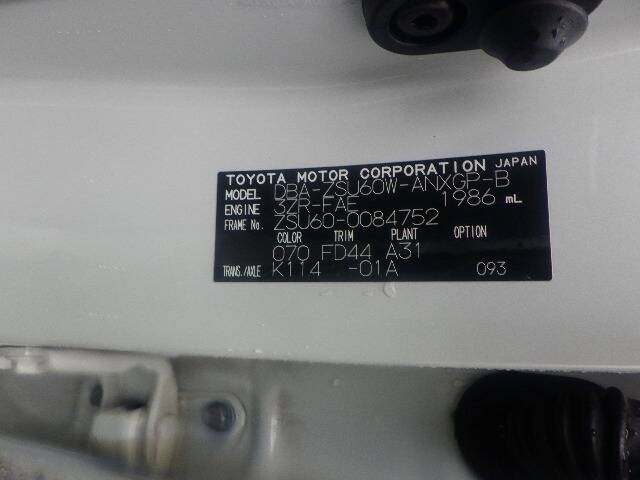 TOYOTA MOTOR CORPORATION JAPAN
MODEL DBA-ZSU60W-ANXGP-B
ENGINE 3ZR-FAE 1986 mL
FRAME No. ZSU60-0084752
COLOR TRIM PLANT OPTION
070 FD44 A31
TRANS./AXLE K114 -01A 093